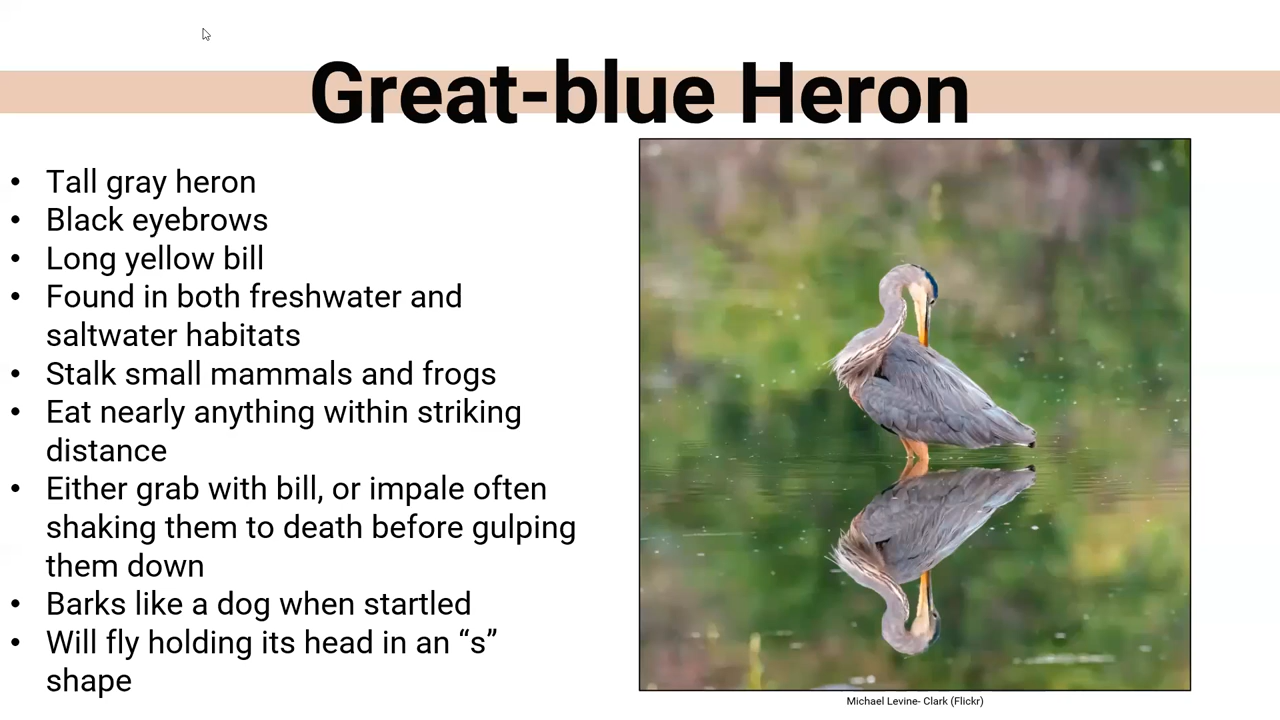 Great-blue Heron
• Tall gray heron
• Black eyebrows
• Long yellow bill
• Found in both freshwater and
saltwater habitats
• Stalk small mammals and frogs
• Eat nearly anything within striking
distance
• Either grab with bill, or impale often
shaking them to death before gulping
them down
• Barks like a dog when startled
• Will fly holding its head in an “s”
shape
Michael Levine- Clark (Flickr)